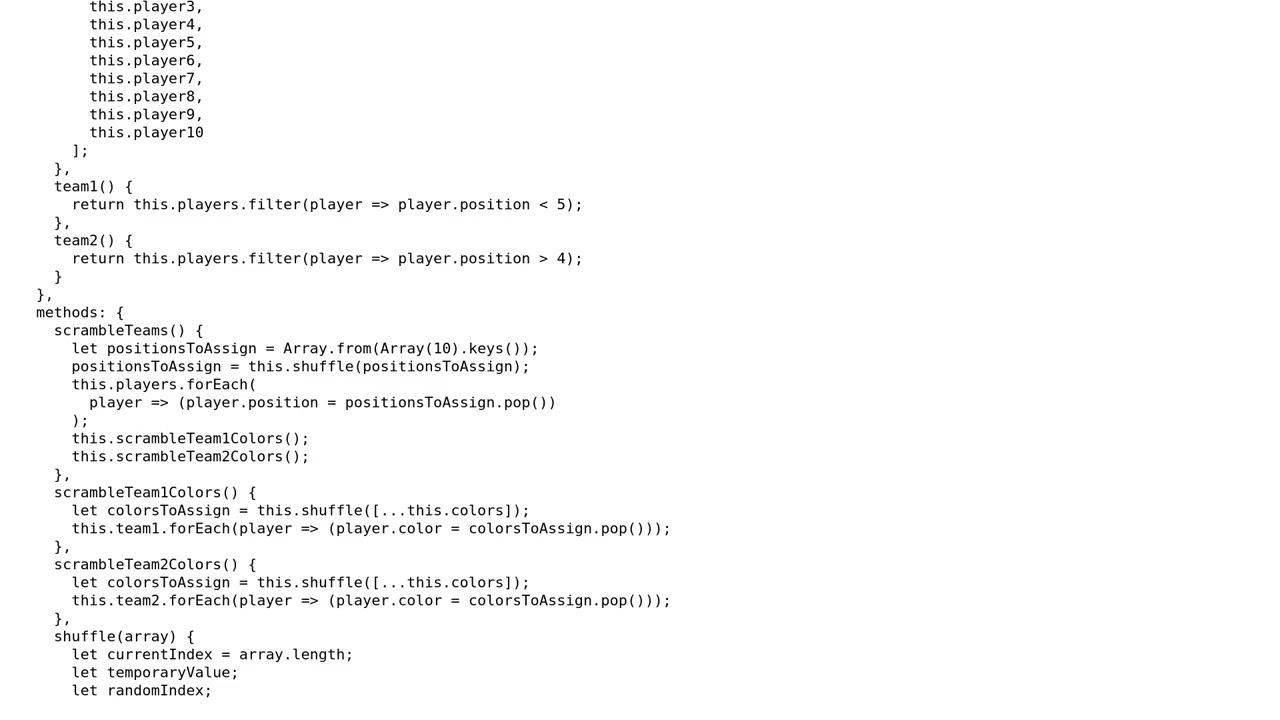 this.player3,
      this.player4,
      this.player5,
      this.player6,
      this.player7,
      this.player8,
      this.player9,
      this.player10
    ];
  },
  team1() {
    return this.players.filter(player => player.position < 5);
  },
  team2() {
    return this.players.filter(player => player.position > 4);
  }
},
methods: {
  scrambleTeams() {
    let positionsToAssign = Array.from(Array(10).keys());
    positionsToAssign = this.shuffle(positionsToAssign);
    this.players.forEach(
      player => (player.position = positionsToAssign.pop())
    );
    this.scrambleTeam1Colors();
    this.scrambleTeam2Colors();
  },
  scrambleTeam1Colors() {
    let colorsToAssign = this.shuffle([...this.colors]);
    this.team1.forEach(player => (player.color = colorsToAssign.pop()));
  },
  scrambleTeam2Colors() {
    let colorsToAssign = this.shuffle([...this.colors]);
    this.team2.forEach(player => (player.color = colorsToAssign.pop()));
  },
  shuffle(array) {
    let currentIndex = array.length;
    let temporaryValue;
    let randomIndex;